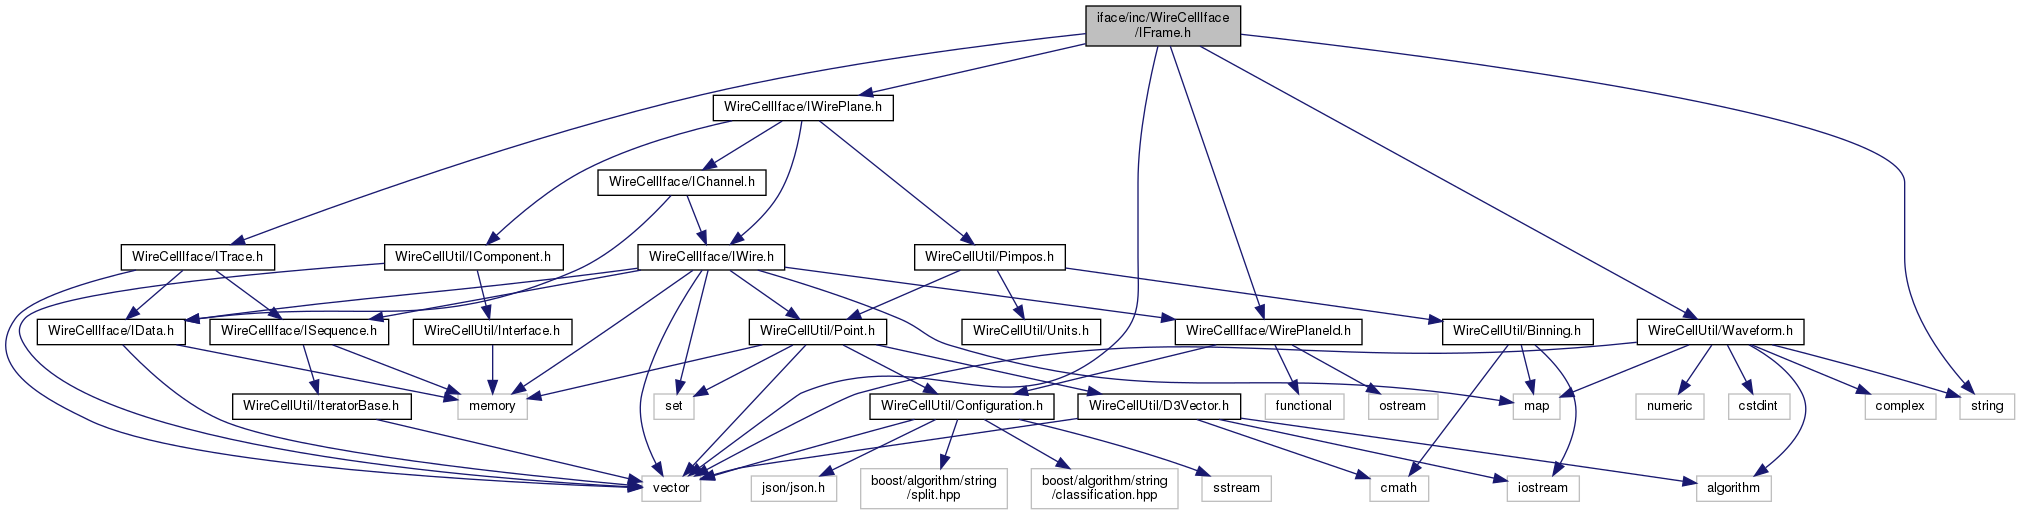 iface/inc/WireCellIface
/IFrame.h
WireCellIface/IWirePlane.h
WireCellIface/IChannel.h
WireCellIface/ITrace.h
WireCellUtil/IComponent.h
WireCellIface/IWire.h
WireCellUtil/Pimpos.h
WireCellIface/IData.h
WireCellIface/ISequence.h
WireCellUtil/Interface.h
WireCellUtil/Point.h
WireCellUtil/Units.h
WireCellIface/WirePlaneId.h
WireCellUtil/Binning.h
WireCellUtil/Waveform.h
WireCellUtil/IteratorBase.h
memory
set
WireCellUtil/Configuration.h
WireCellUtil/D3Vector.h
functional
ostream
map
numeric
cstdint
complex
string
vector
json/json.h
boost/algorithm/string
/split.hpp
boost/algorithm/string
/classification.hpp
sstream
cmath
iostream
algorithm